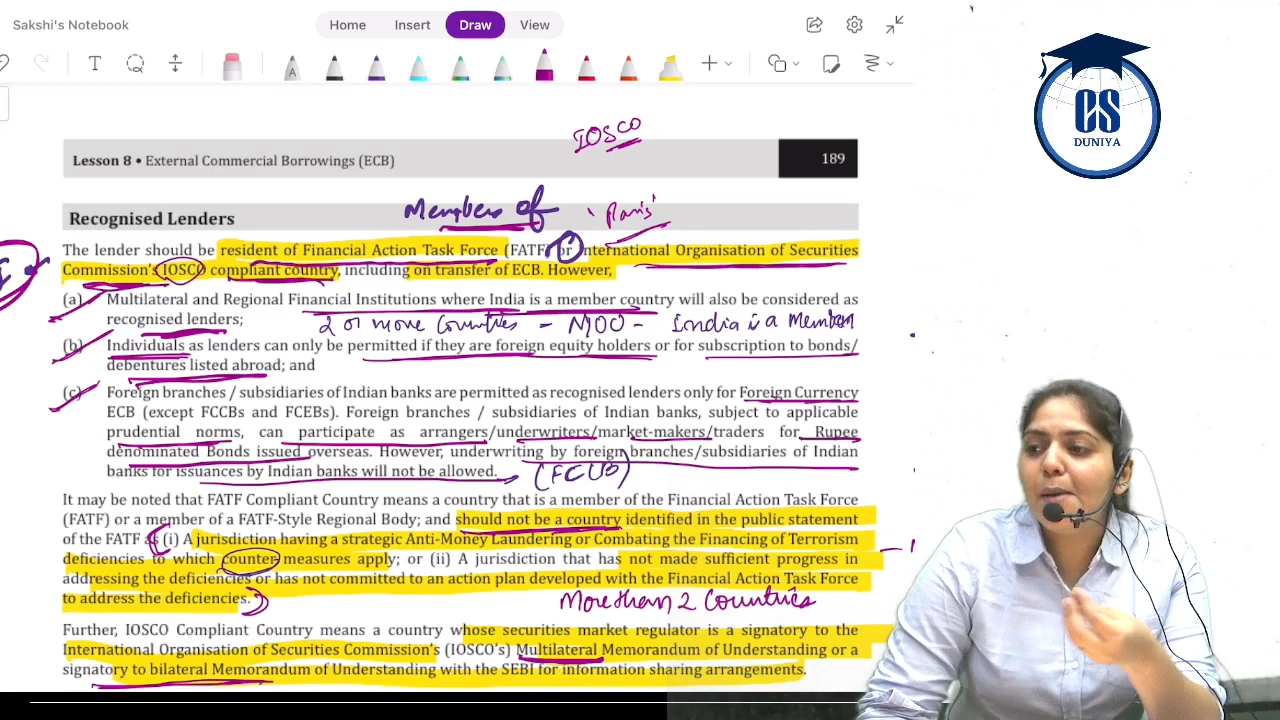 Sakshi's Notebook
Home Insert Draw View
CS
DUNIYA
IOSCO
Lesson 8 • External Commercial Borrowings (ECB)
189
Recognised Lenders
Members of
'Paris'
The lender should be resident of Financial Action Task Force (FATF) or International Organisation of Securities
Commission's IOSCO compliant country, including on transfer of ECB. However,
(a) Multilateral and Regional Financial Institutions where India is a member country will also be considered as
recognised lenders;
2 or more Countries - MOU - India is a Member
(b) Individuals as lenders can only be permitted if they are foreign equity holders or for subscription to bonds/
debentures listed abroad; and
(c) Foreign branches / subsidiaries of Indian banks are permitted as recognised lenders only for Foreign Currency
ECB (except FCCBs and FCEBs). Foreign branches / subsidiaries of Indian banks, subject to applicable
prudential norms, can participate as arrangers/underwriters/market-makers/traders for Rupee
denominated Bonds issued overseas. However, underwriting by foreign branches/subsidiaries of Indian
banks for issuances by Indian banks will not be allowed.
It may be noted that FATF Compliant Country means a country that is a member of the Financial Action Task Force
(FATF) or a member of a FATF-Style Regional Body; and should not be a country identified in the public statement
of the FATF as (i) A jurisdiction having a strategic Anti-Money Laundering or Combating the Financing of Terrorism
deficiencies to which counter-measures apply; or (ii) A jurisdiction that has not made sufficient progress in
addressing the deficiencies or has not committed to an action plan developed with the Financial Action Task Force
to address the deficiencies.
More than 2 Countries
Further, IOSCO Compliant Country means a country whose securities market regulator is a signatory to the
International Organisation of Securities Commission's (IOSCO's) Multilateral Memorandum of Understanding or a
signatory to bilateral Memorandum of Understanding with the SEBI for information sharing arrangements.